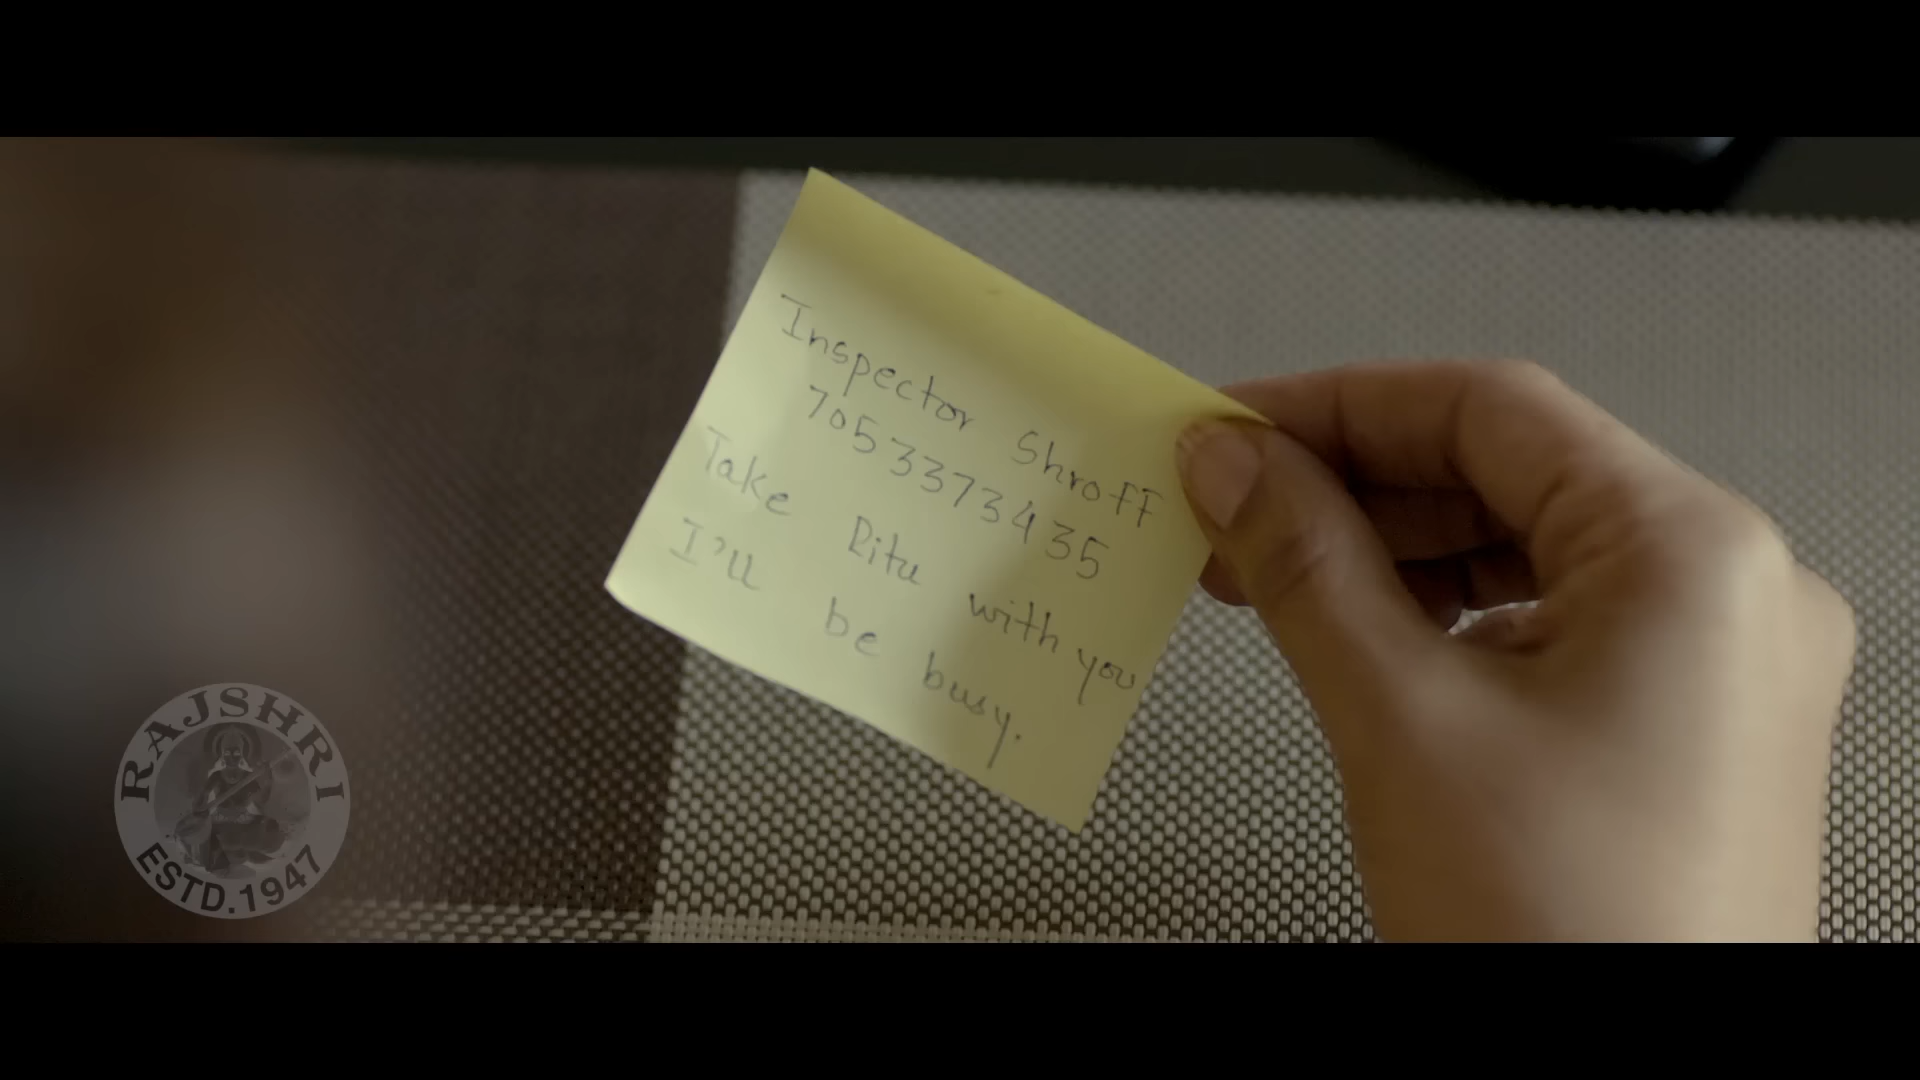 Inspector Shroff
7053373435
Take Ritu with you
I'll be busy.
RAJSHRI
ESTD.1947